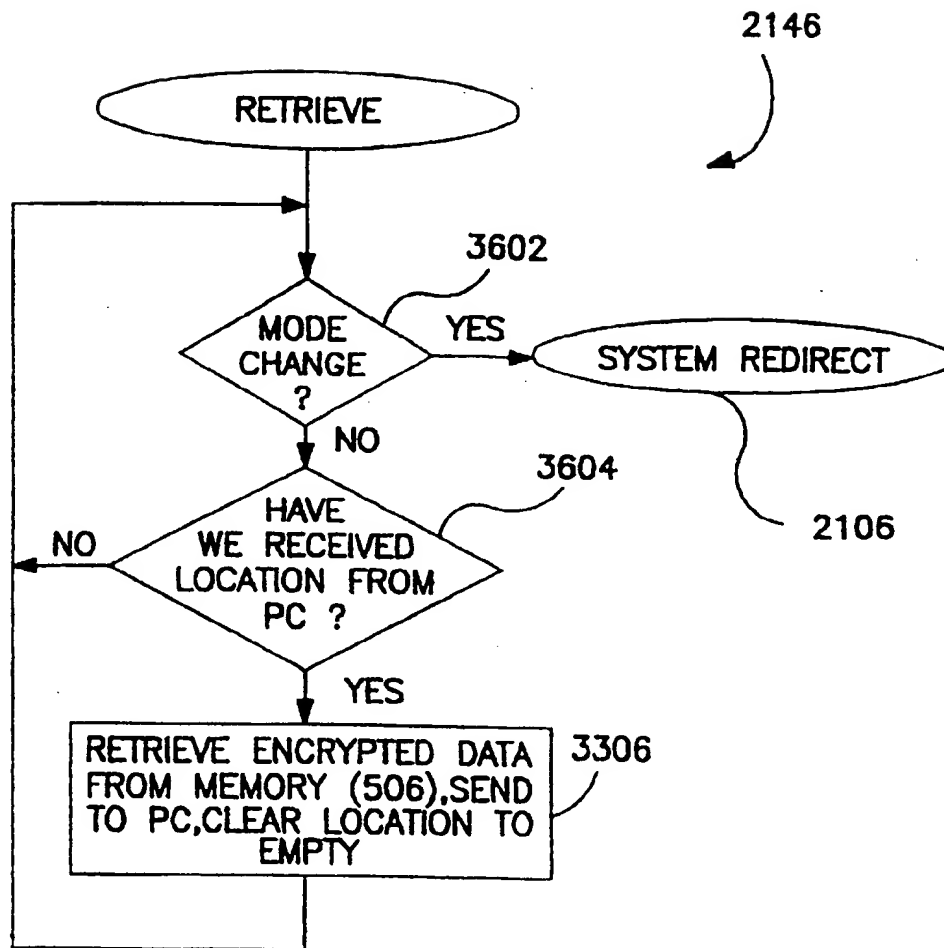 2146
RETRIEVE
3602
MODE
CHANGE
?
YES
SYSTEM REDIRECT
NO
2106
3604
HAVE
WE RECEIVED
LOCATION FROM
PC ?
NO
YES
3306
RETRIEVE ENCRYPTED DATA
FROM MEMORY (506),SEND
TO PC,CLEAR LOCATION TO
EMPTY